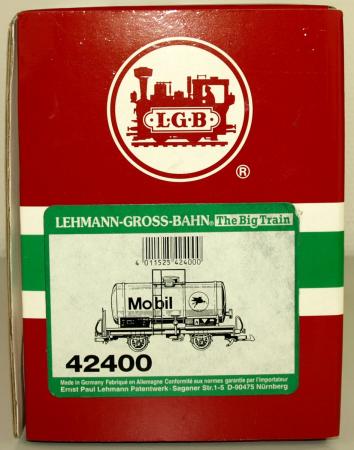 L·G·B·
®
LEHMANN-GROSS-BAHN® The Big Train
4 011525 424000
Mobil
42400
Made in Germany Fabriqué en Allemagne Conformité aux normes garantie par l'importateur
Ernst Paul Lehmann Patentwerk · Saganer Str.1-5 D-90475 Nürnberg